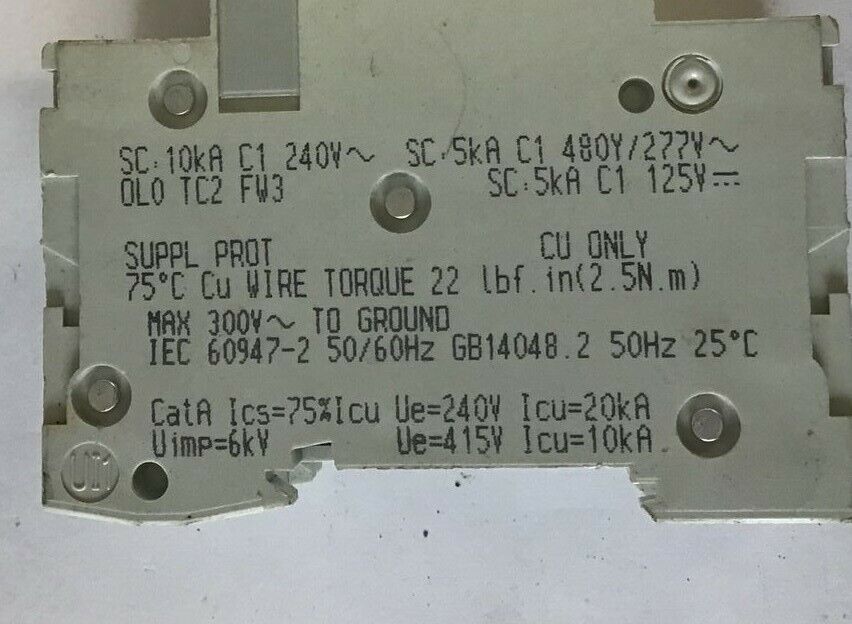 SC:10kA C1 240V~ SC:5kA C1 480Y/277V~
OL0 TC2 FW3 SC:5kA C1 125V⎓
SUPPL PROT CU ONLY
75°C Cu WIRE TORQUE 22 lbf.in(2.5N.m)
MAX 300V~ TO GROUND
IEC 60947-2 50/60Hz GB14048.2 50Hz 25°C
CatA Ics=75%Icu Ue=240V Icu=20kA
Uimp=6kV Ue=415V Icu=10kA